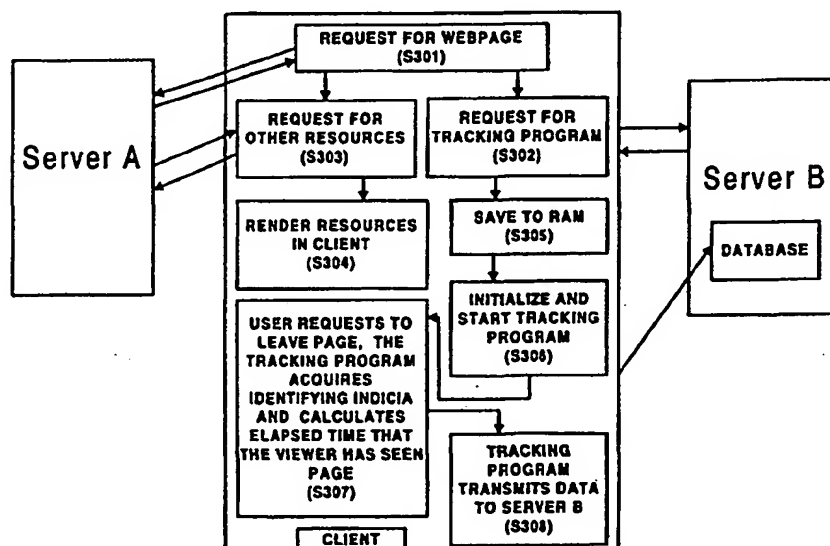 REQUEST FOR WEBPAGE
(S301)
Server A
REQUEST FOR
OTHER RESOURCES
(S303)
REQUEST FOR
TRACKING PROGRAM
(S302)
Server B
DATABASE
RENDER RESOURCES
IN CLIENT
(S304)
SAVE TO RAM
(S305)
INITIALIZE AND
START TRACKING
PROGRAM
(S306)
USER REQUESTS TO
LEAVE PAGE, THE
TRACKING PROGRAM
ACQUIRES
IDENTIFYING INDICIA
AND CALCULATES
ELAPSED TIME THAT
THE VIEWER HAS SEEN
PAGE
(S307)
TRACKING
PROGRAM
TRANSMITS DATA
TO SERVER B
(S308)
CLIENT